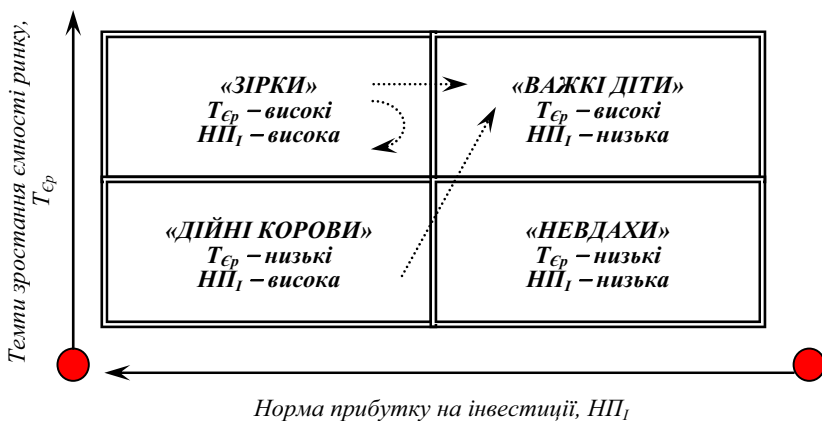 Темпи зростання ємності ринку,
Т_Єр
«ЗІРКИ»
Т_Єр – високі
НП_І – висока
«ВАЖКІ ДІТИ»
Т_Єр – високі
НП_І – низька
«ДІЙНІ КОРОВИ»
Т_Єр – низькі
НП_І – висока
«НЕВДАХИ»
Т_Єр – низькі
НП_І – низька
Норма прибутку на інвестиції, НП_І